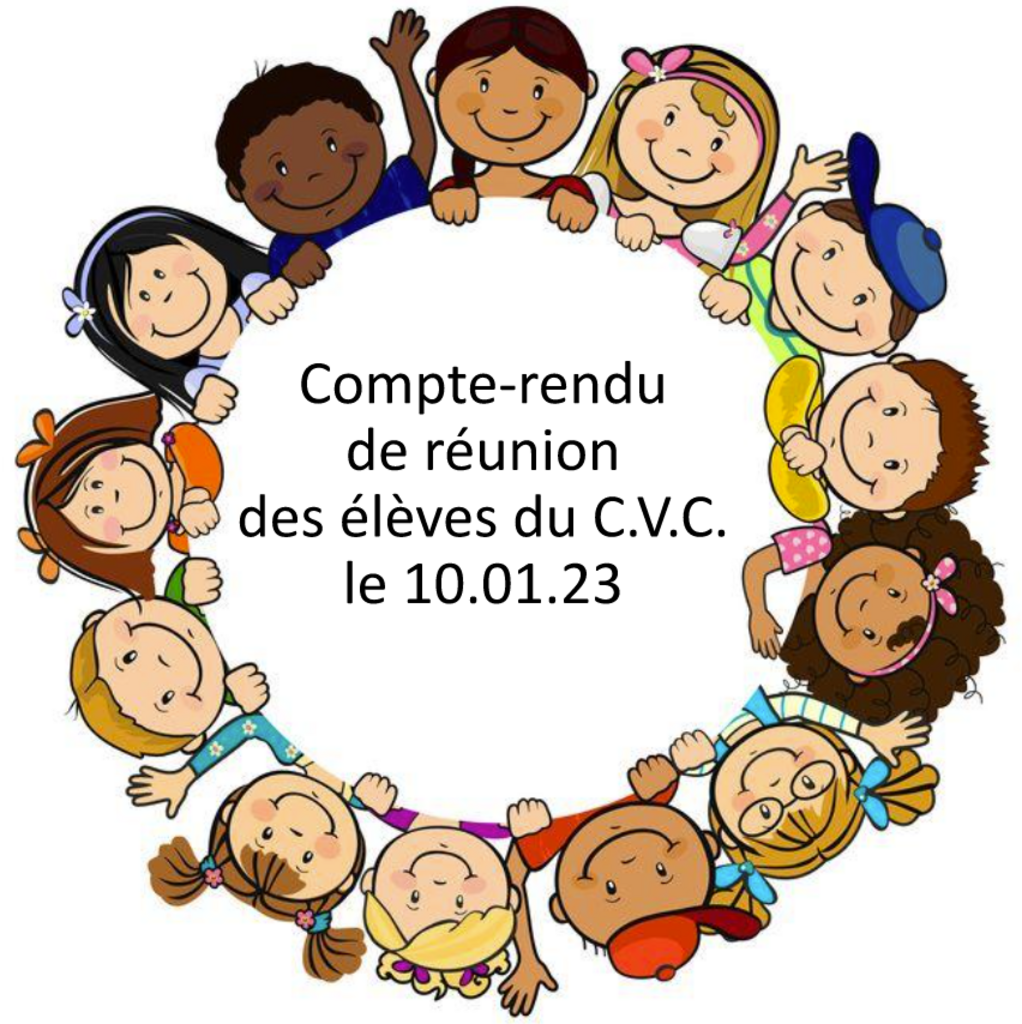 Compte-rendu
de réunion
des élèves du C.V.C.
le 10.01.23